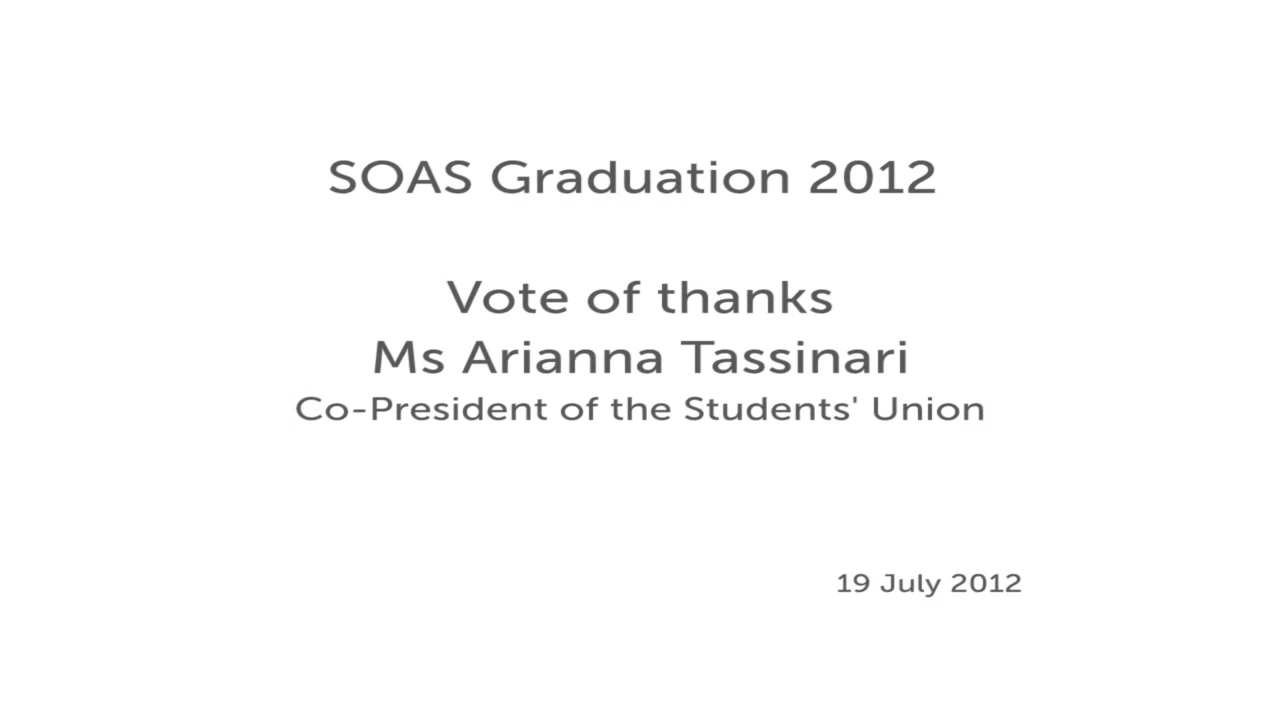 SOAS Graduation 2012
Vote of thanks
Ms Arianna Tassinari
Co-President of the Students' Union
19 July 2012